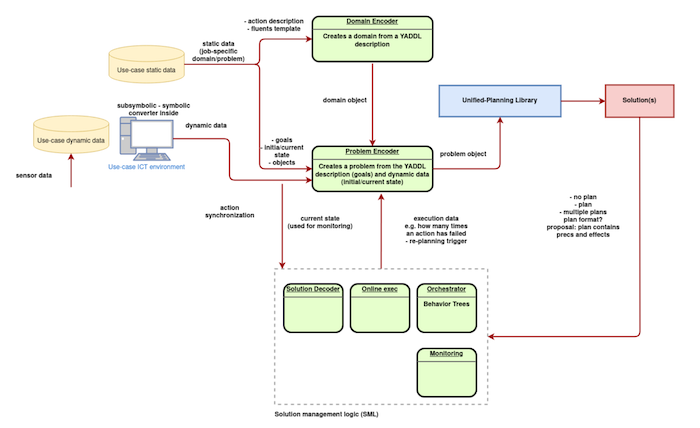 Domain Encoder
Creates a domain from a YADDL
description
- action description
- fluents template
static data
(job-specific
domain/problem)
Use-case static data
domain object
Unified-Planning Library
Solution(s)
subsymbolic - symbolic
converter inside
dynamic data
Use-case dynamic data
Use-case ICT environment
sensor data
- goals
- initial/current
state
- objects
Problem Encoder
Creates a problem from the YADDL
description (goals) and dynamic data
(initial/current state)
problem object
action
synchronization
current state
(used for monitoring)
execution data
e.g. how many times
an action has failed
- re-planning trigger
- no plan
- plan
- multiple plans
plan format?
proposal; plan contains
precs and effects
Solution Decoder
Online exec
Orchestrator
Behavior Trees
Monitoring
Solution management logic (SML)